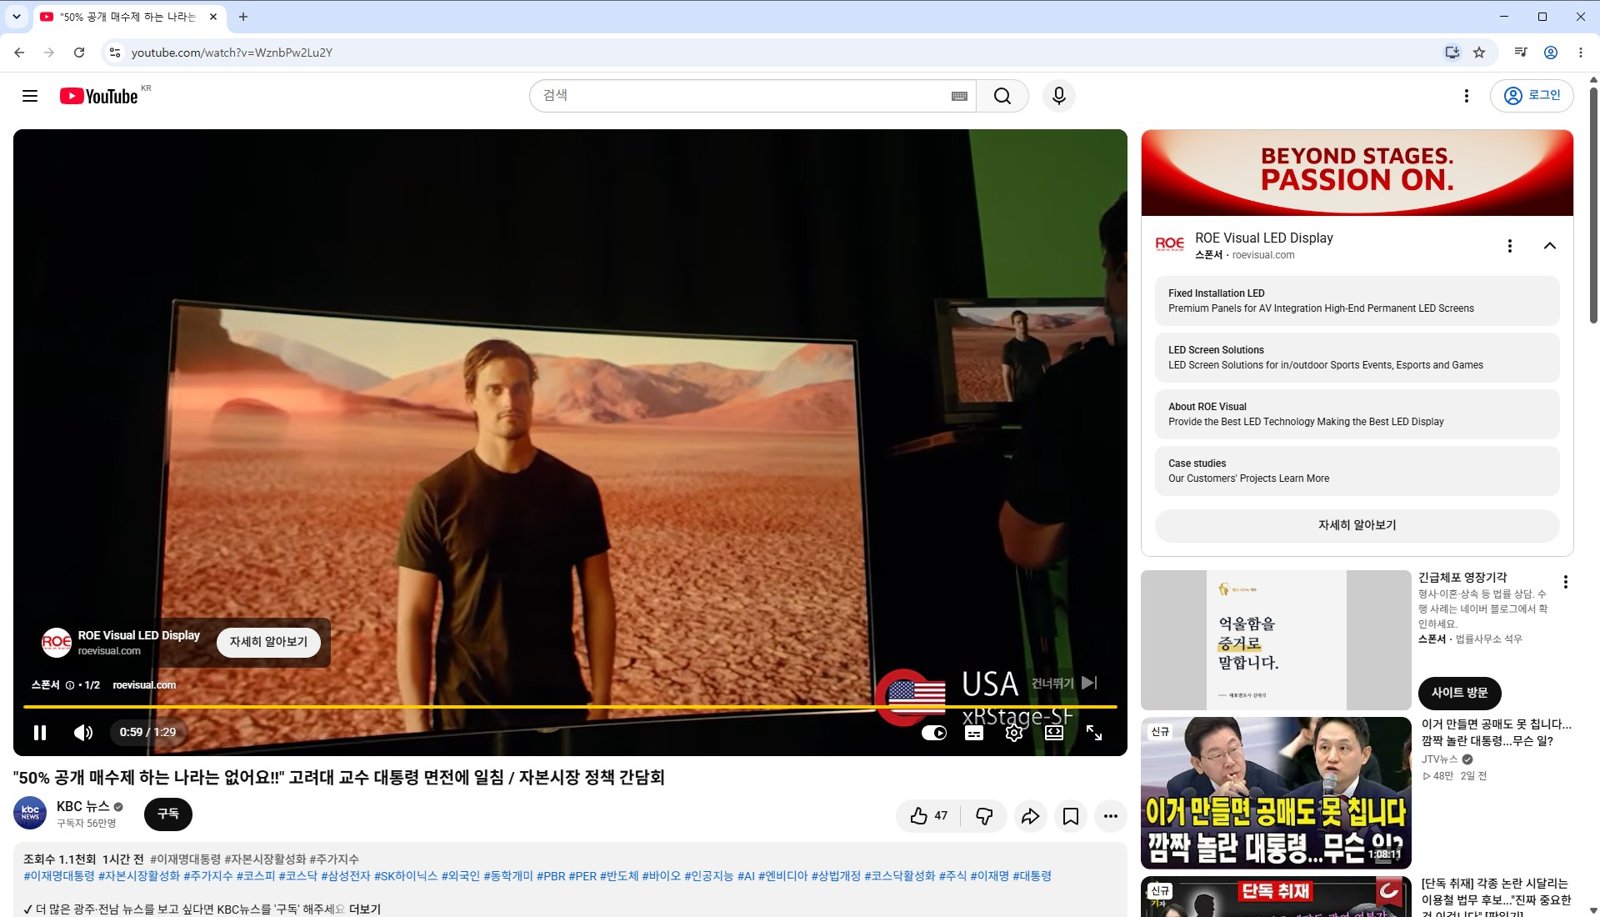 "50% 공개 매수제 하는 나라는
youtube.com/watch?v=WznbPw2Lu2Y
YouTube KR
검색
로그인
BEYOND STAGES.
PASSION ON.
ROE
ROE Visual LED Display
스폰서 · roevisual.com
Fixed Installation LED
Premium Panels for AV Integration High-End Permanent LED Screens
LED Screen Solutions
LED Screen Solutions for in/outdoor Sports Events, Esports and Games
About ROE Visual
Provide the Best LED Technology Making the Best LED Display
Case studies
Our Customers' Projects Learn More
자세히 알아보기
ROE
ROE Visual LED Display
roevisual.com
자세히 알아보기
스폰서 · 1/2 roevisual.com
USA
xRStage-SF
건너뛰기
0:59 / 1:29
"50% 공개 매수제 하는 나라는 없어요!!" 고려대 교수 대통령 면전에 일침 / 자본시장 정책 간담회
kbc NEWS
KBC 뉴스
구독자 56만명
구독
47
조회수 1.1천회 1시간 전 #이재명대통령 #자본시장활성화 #주가지수
#이재명대통령 #자본시장활성화 #주가지수 #코스피 #코스닥 #삼성전자 #SK하이닉스 #외국인 #동학개미 #PBR #PER #반도체 #바이오 #인공지능 #AI #엔비디아 #상법개정 #코스닥활성화 #주식 #이재명 #대통령
✓ 더 많은 광주·전남 뉴스를 보고 싶다면 KBC뉴스를 '구독' 해주세요 더보기
억울함을
증거로
말합니다.
긴급체포 영장기각
형사·이혼·상속 등 법률 상담. 수
행 사례는 네이버 블로그에서 확
인하세요.
스폰서 · 법률사무소 석우
사이트 방문
신규
이거 만들면 공매도 못 칩니다
깜짝 놀란 대통령...무슨 일?
1:08:11
이거 만들면 공매도 못 칩니다...
깜짝 놀란 대통령...무슨 일?
JTV뉴스
48만 2일 전
신규
단독 취재
[단독 취재] 각종 논란 시달리는
이용철 법무 후보..."진짜 중요한